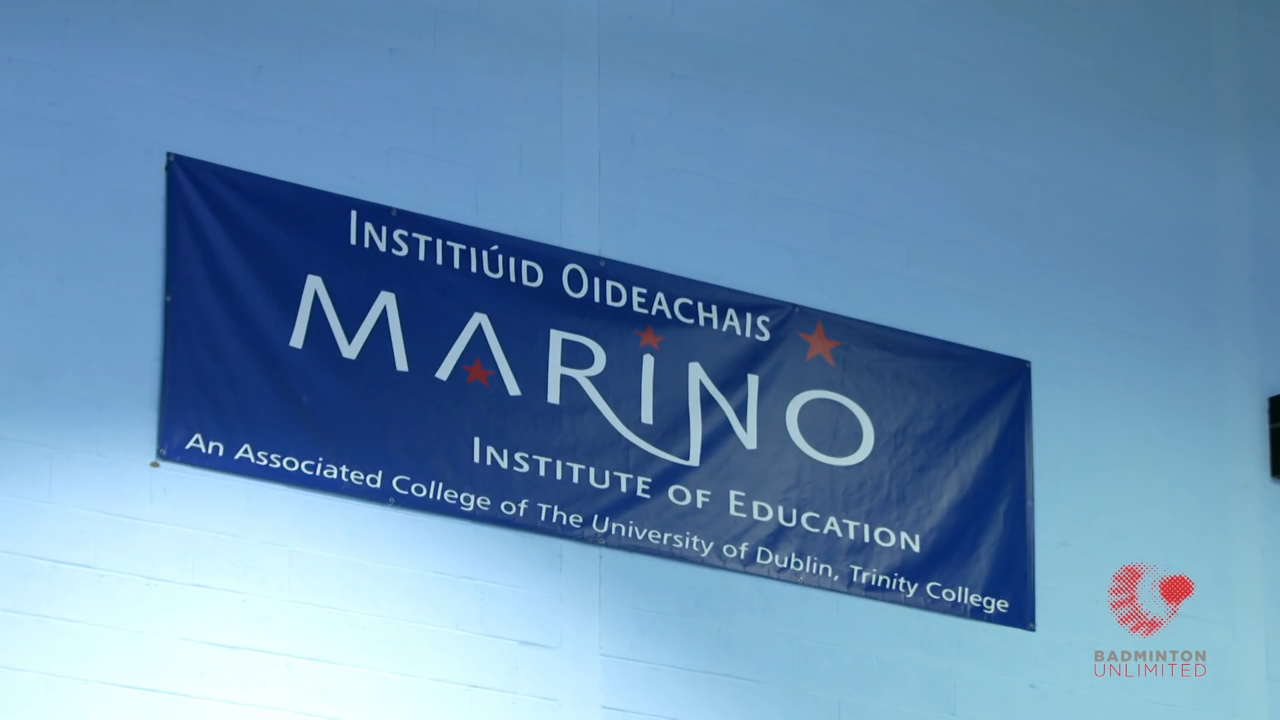 INSTITIÚID OIDEACHAIS
MARINO
INSTITUTE OF EDUCATION
An Associated College of The University of Dublin, Trinity College
BADMINTON
UNLIMITED